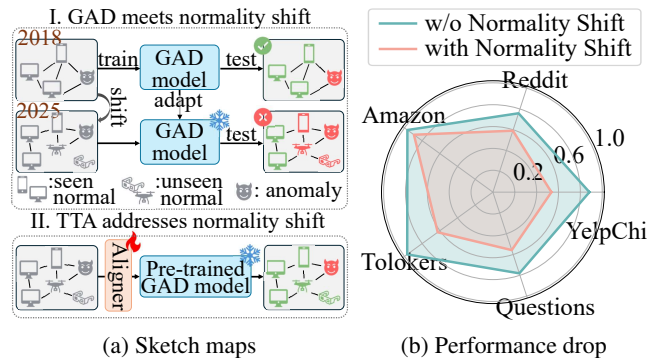 I. GAD meets normality shift
2018
train
GAD
model
test
shift
adapt
2025
GAD
model
test
:seen
normal
:unseen
normal
: anomaly
II. TTA addresses normality shift
Aligner
Pre-trained
GAD model
(a) Sketch maps
w/o Normality Shift
with Normality Shift
Reddit
Amazon
1.0
0.6
0.2
YelpChi
Tolokers
Questions
(b) Performance drop